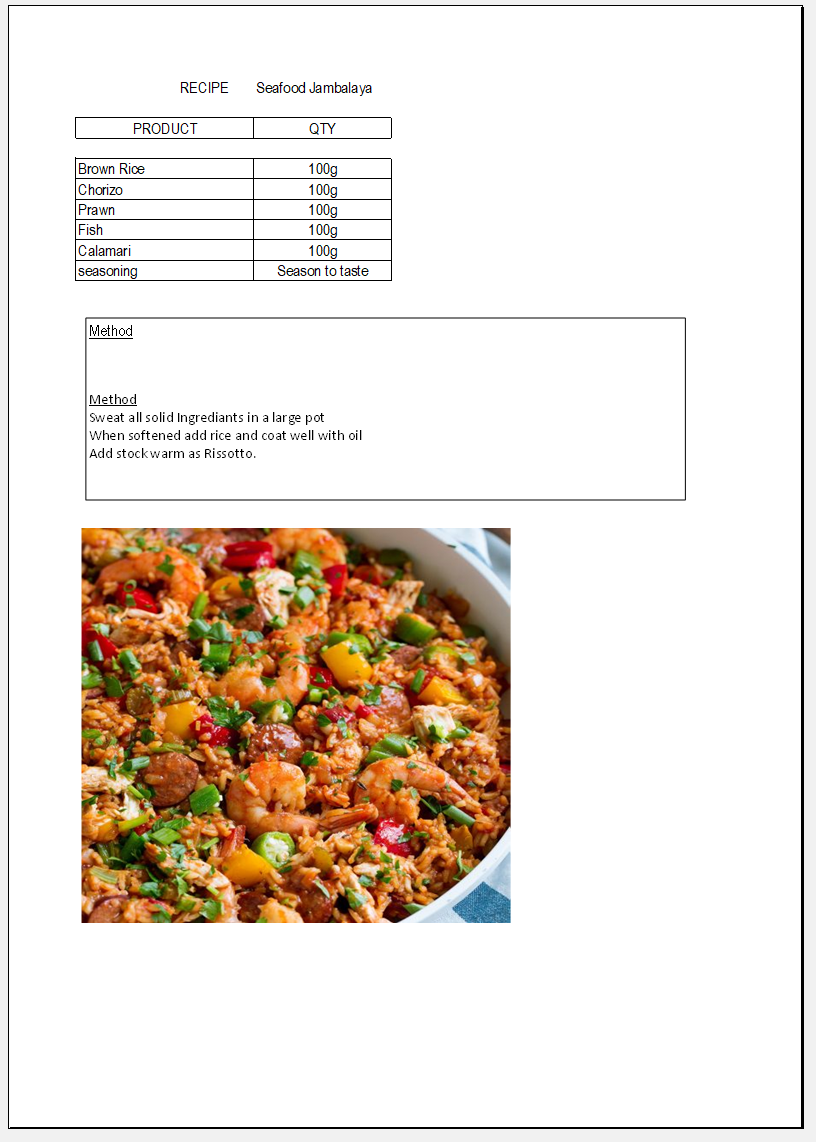 RECIPE Seafood Jambalaya
PRODUCT QTY
Brown Rice 100g
Chorizo 100g
Prawn 100g
Fish 100g
Calamari 100g
seasoning Season to taste
Method
Method
Sweat all solid Ingrediants in a large pot
When softened add rice and coat well with oil
Add stock warm as Rissotto.